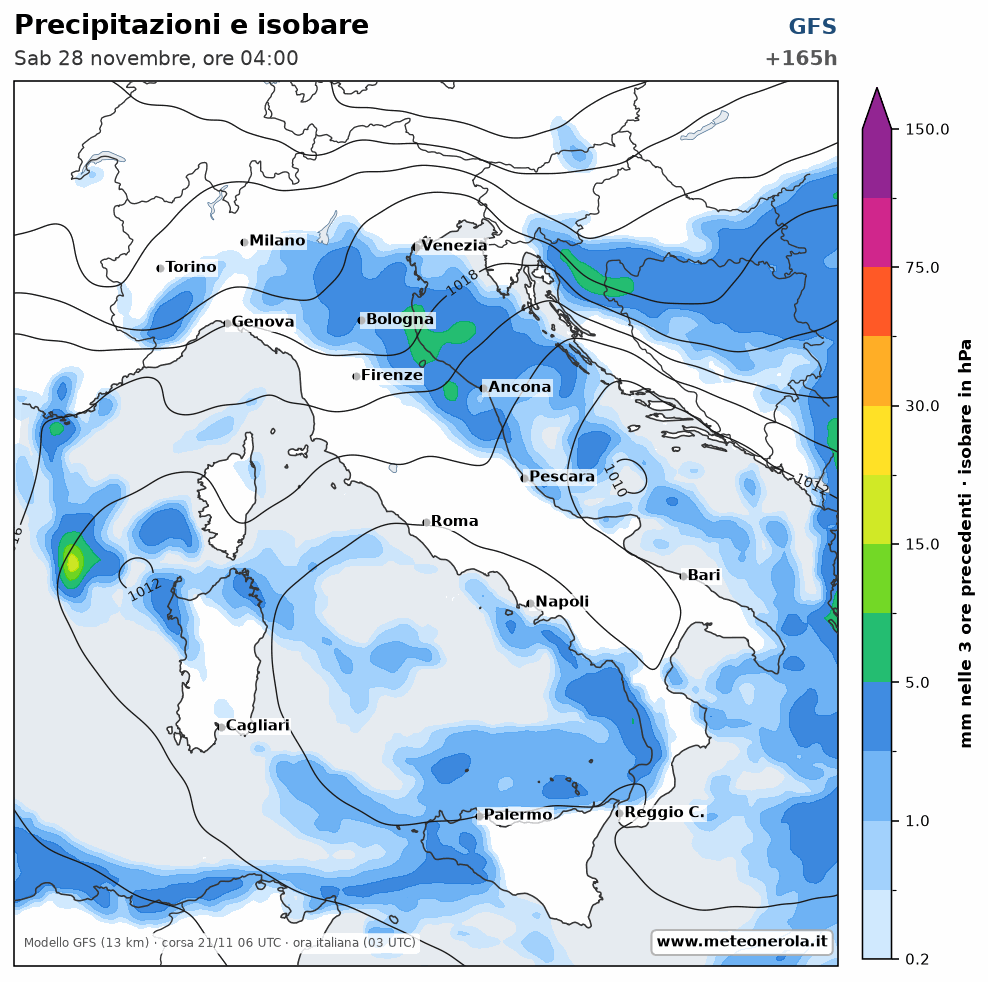 Precipitazioni e isobare
GFS
Sab 28 novembre, ore 04:00
+165h
150.0
75.0
30.0
15.0
5.0
1.0
0.2
mm nelle 3 ore precedenti · isobare in hPa
Milano
Venezia
Torino
1018
Genova
Bologna
Firenze
Ancona
Pescara
1010
1012
Roma
16
1012
Bari
Napoli
Cagliari
Palermo
Reggio C.
Modello GFS (13 km) · corsa 21/11 06 UTC · ora italiana (03 UTC)
www.meteonerola.it